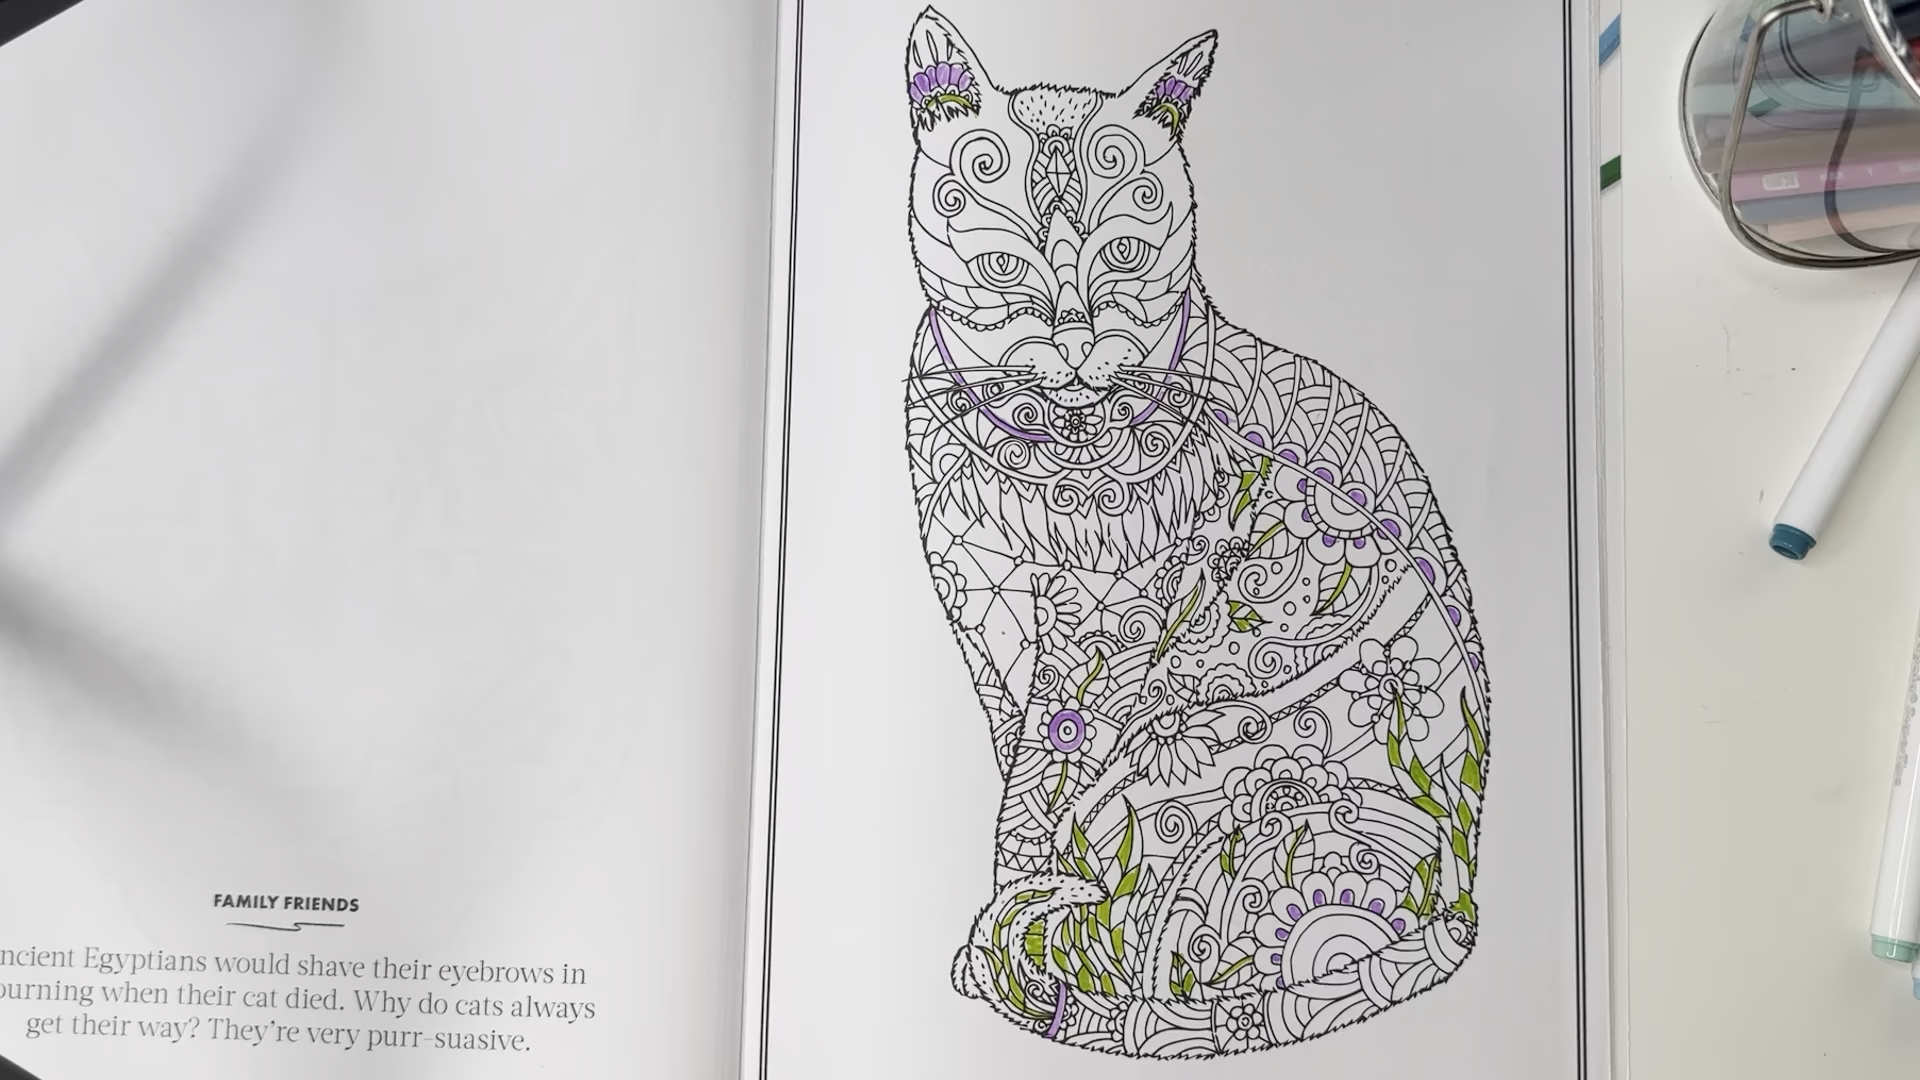 FAMILY FRIENDS
ncient Egyptians would shave their eyebrows in
ourning when their cat died. Why do cats always
get their way? They're very purr-suasive.